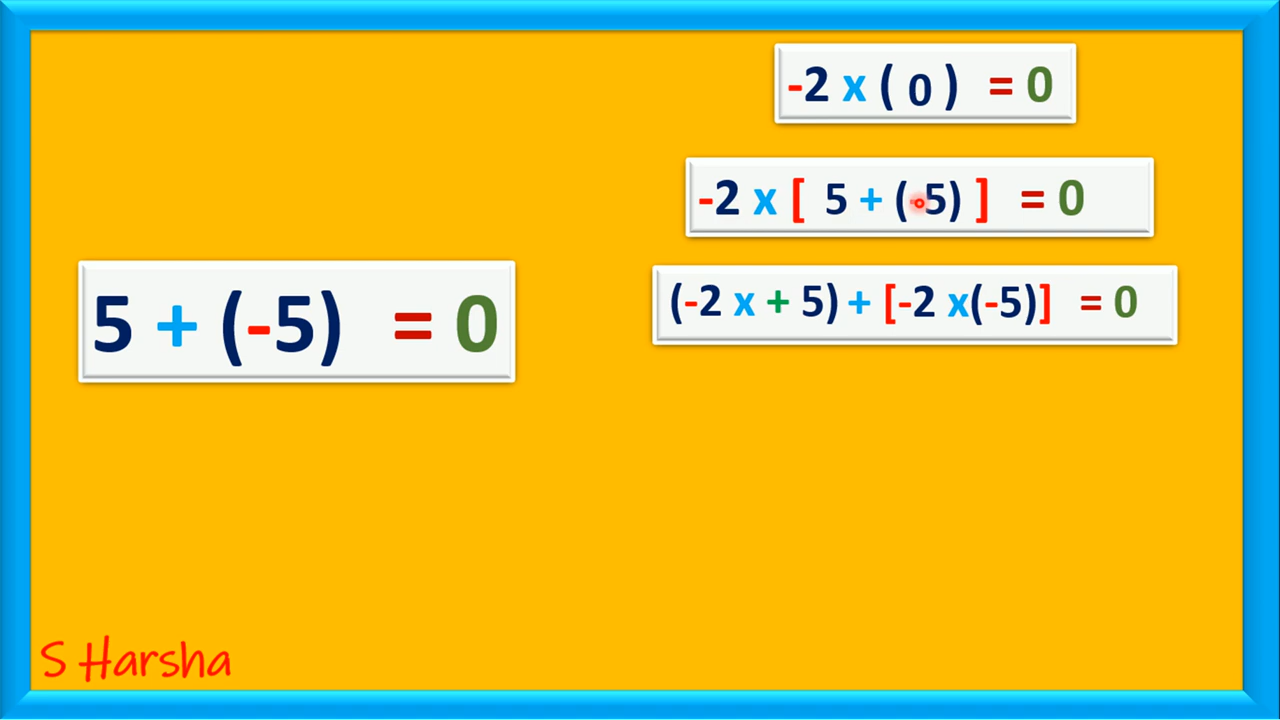 -2 x ( 0 ) = 0
-2 x [ 5 + (-5) ] = 0
(-2 x + 5) + [-2 x(-5)] = 0
5 + (-5) = 0
S Harsha